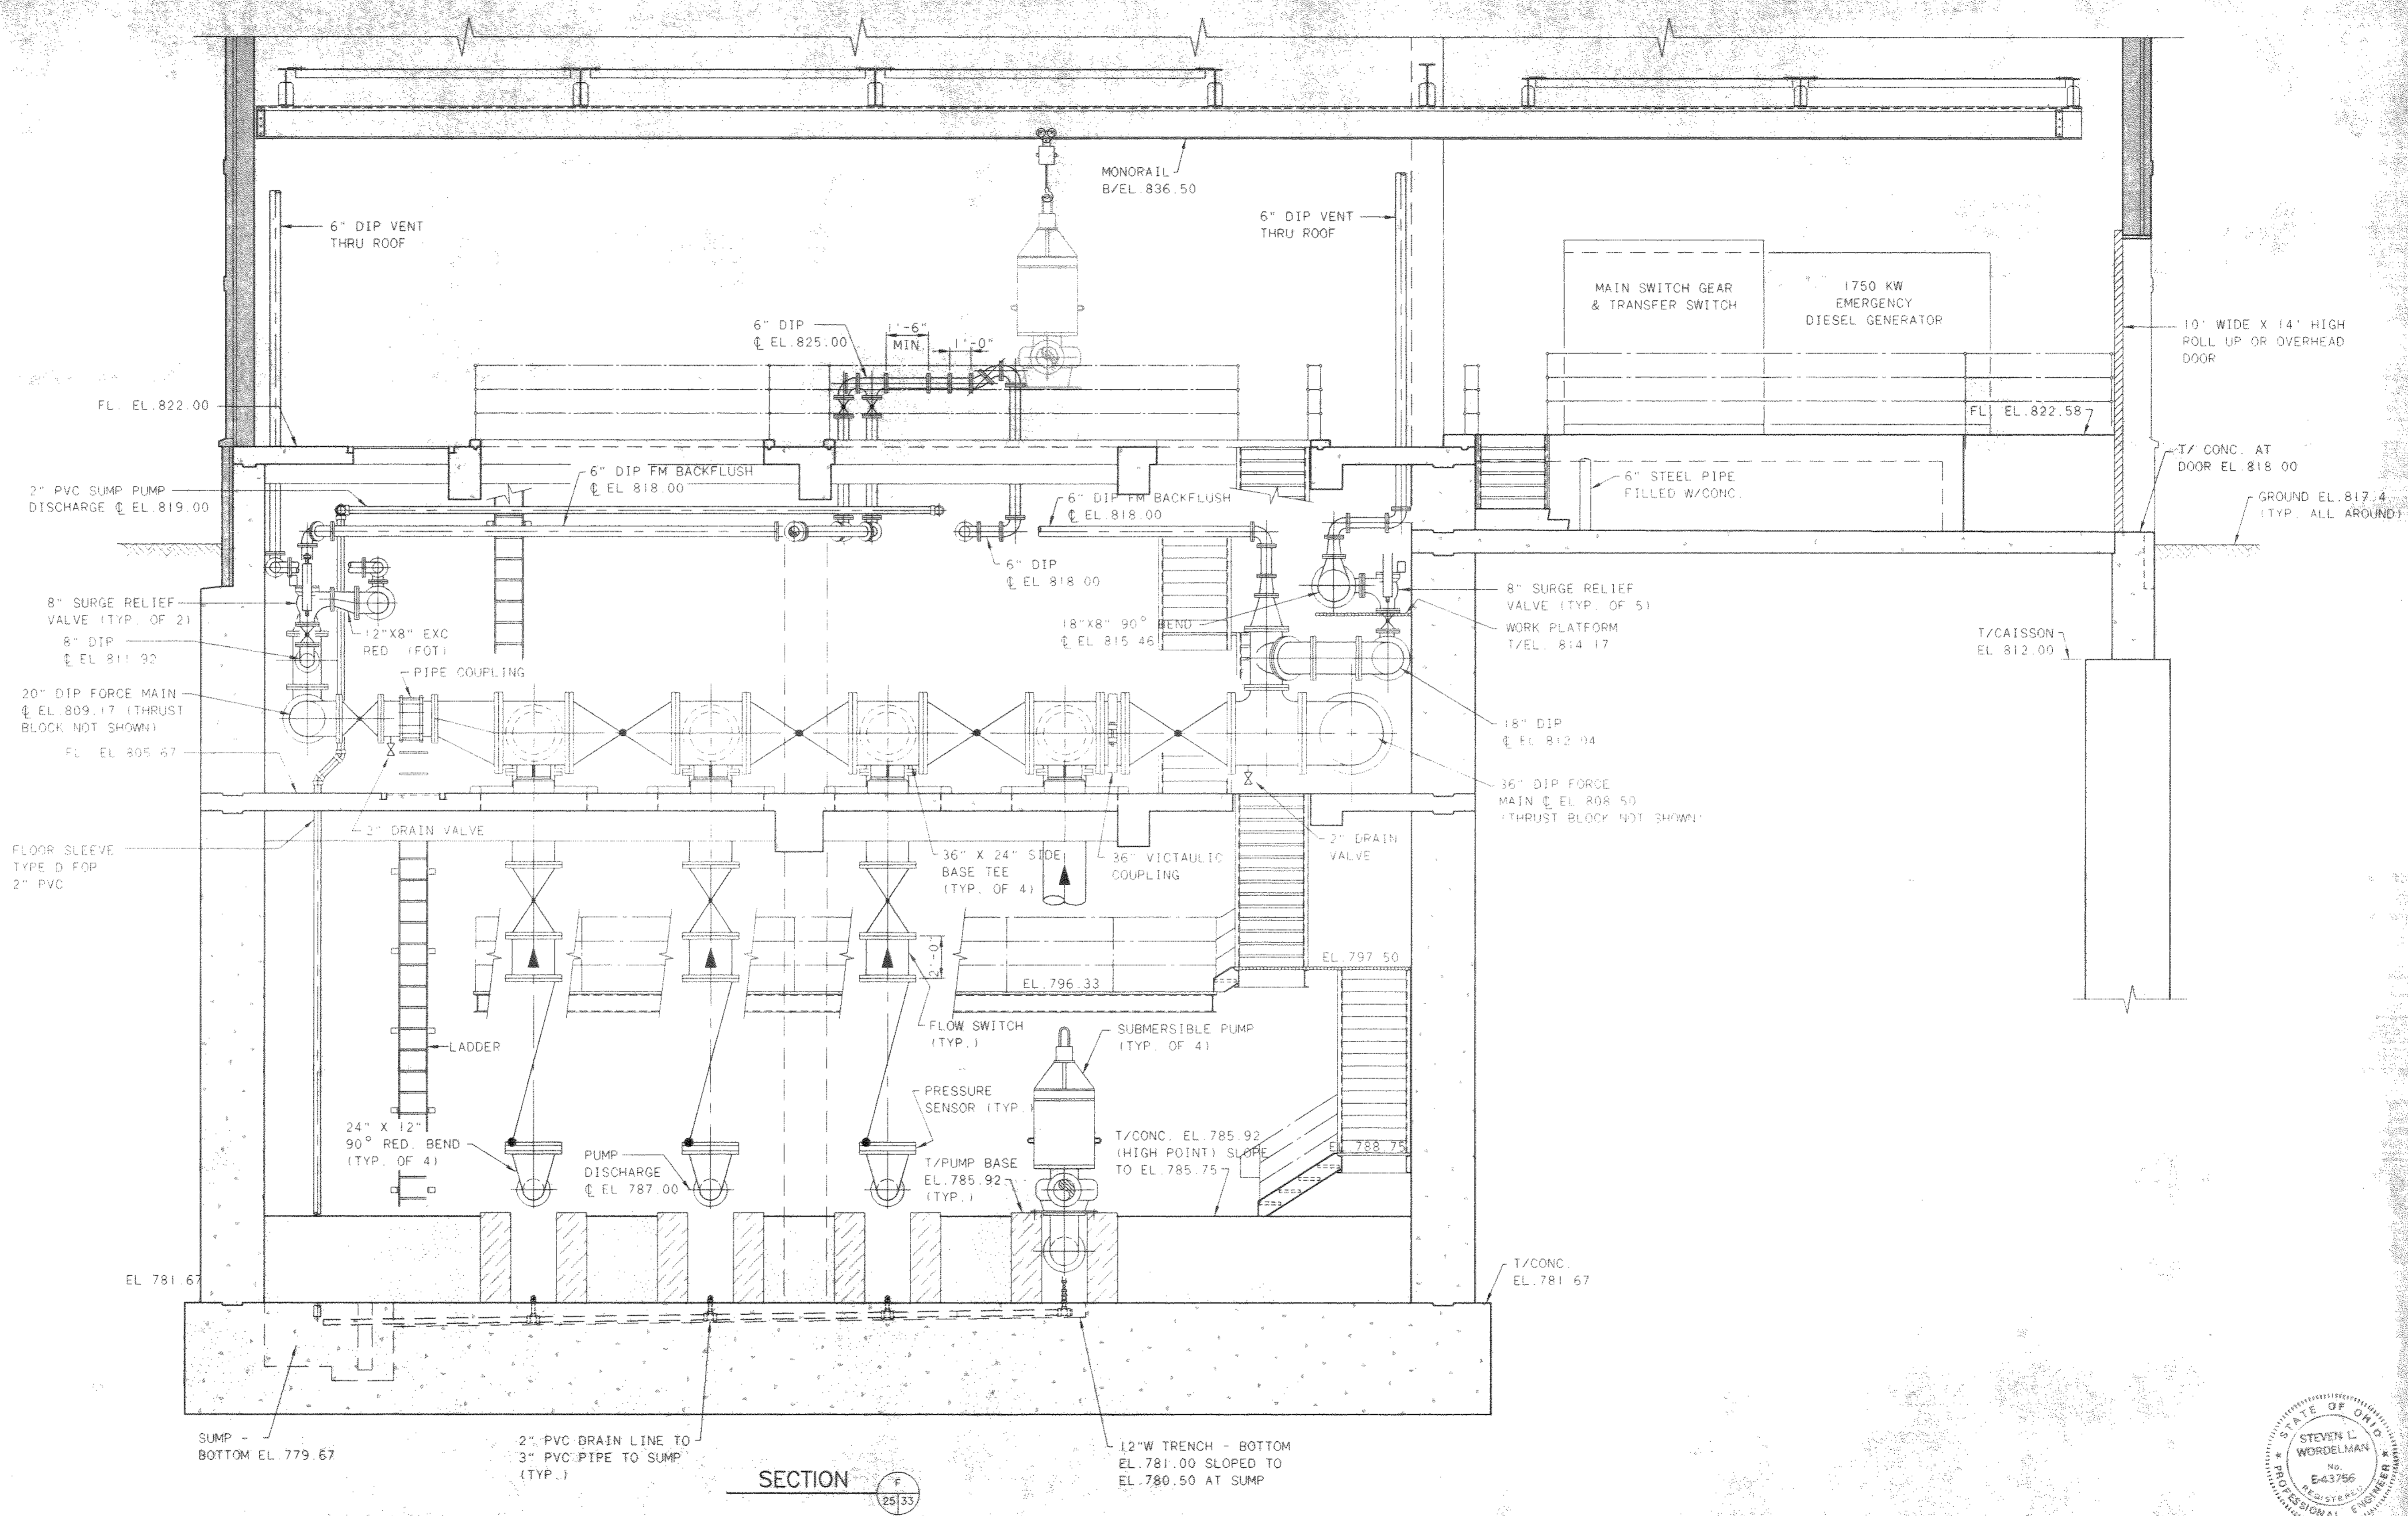 MONORAIL
B/EL.836.50
6" DIP VENT
THRU ROOF
6" DIP VENT
THRU ROOF
MAIN SWITCH GEAR
& TRANSFER SWITCH
1750 KW
EMERGENCY
DIESEL GENERATOR
10' WIDE X 14' HIGH
ROLL UP OR OVERHEAD
DOOR
6" DIP
℄ EL.825.00
1'-6"
MIN.
1'-0"
FL. EL.822.00
FL. EL.822.58
T/ CONC. AT
DOOR EL.818.00
GROUND EL.817.4
(TYP. ALL AROUND)
6" STEEL PIPE
FILLED W/CONC.
2" PVC SUMP PUMP
DISCHARGE ℄ EL.819.00
6" DIP FM BACKFLUSH
℄ EL 818.00
6" DIP FM BACKFLUSH
℄ EL.818.00
6" DIP
℄ EL 818.00
8" SURGE RELIEF
VALVE (TYP. OF 2)
8" DIP
℄ EL 811.92
12"X8" EXC
RED (FOT)
PIPE COUPLING
18"X8" 90° BEND
℄ EL 815.46
8" SURGE RELIEF
VALVE (TYP. OF 5)
WORK PLATFORM
T/EL. 814.17
T/CAISSON
EL 812.00
20" DIP FORCE MAIN
℄ EL.809.17 (THRUST
BLOCK NOT SHOWN)
FL. EL 805.67
18" DIP
℄ EL 812.04
36" DIP FORCE
MAIN ℄ EL 808.50
(THRUST BLOCK NOT SHOWN)
2" DRAIN VALVE
FLOOR SLEEVE
TYPE D FOR
2" PVC
36" X 24" SIDE
BASE TEE
(TYP. OF 4)
36" VICTAULIC
COUPLING
2" DRAIN
VALVE
2'-0"
EL.797.50
EL.796.33
FLOW SWITCH
(TYP.)
SUBMERSIBLE PUMP
(TYP. OF 4)
LADDER
PRESSURE
SENSOR (TYP.)
24" X 12"
90° RED. BEND
(TYP. OF 4)
PUMP
DISCHARGE
℄ EL 787.00
T/PUMP BASE
EL.785.92
(TYP.)
T/CONC. EL.785.92
(HIGH POINT) SLOPE
TO EL.785.75
EL.788.75
EL 781.67
T/CONC.
EL.781.67
SUMP -
BOTTOM EL.779.67
2" PVC DRAIN LINE TO
3" PVC PIPE TO SUMP
(TYP.)
12"W TRENCH - BOTTOM
EL.781.00 SLOPED TO
EL.780.50 AT SUMP
SECTION
F
25 33
STATE OF OHIO
STEVEN L.
WORDELMAN
No.
E-43756
REGISTERED
PROFESSIONAL ENGINEER